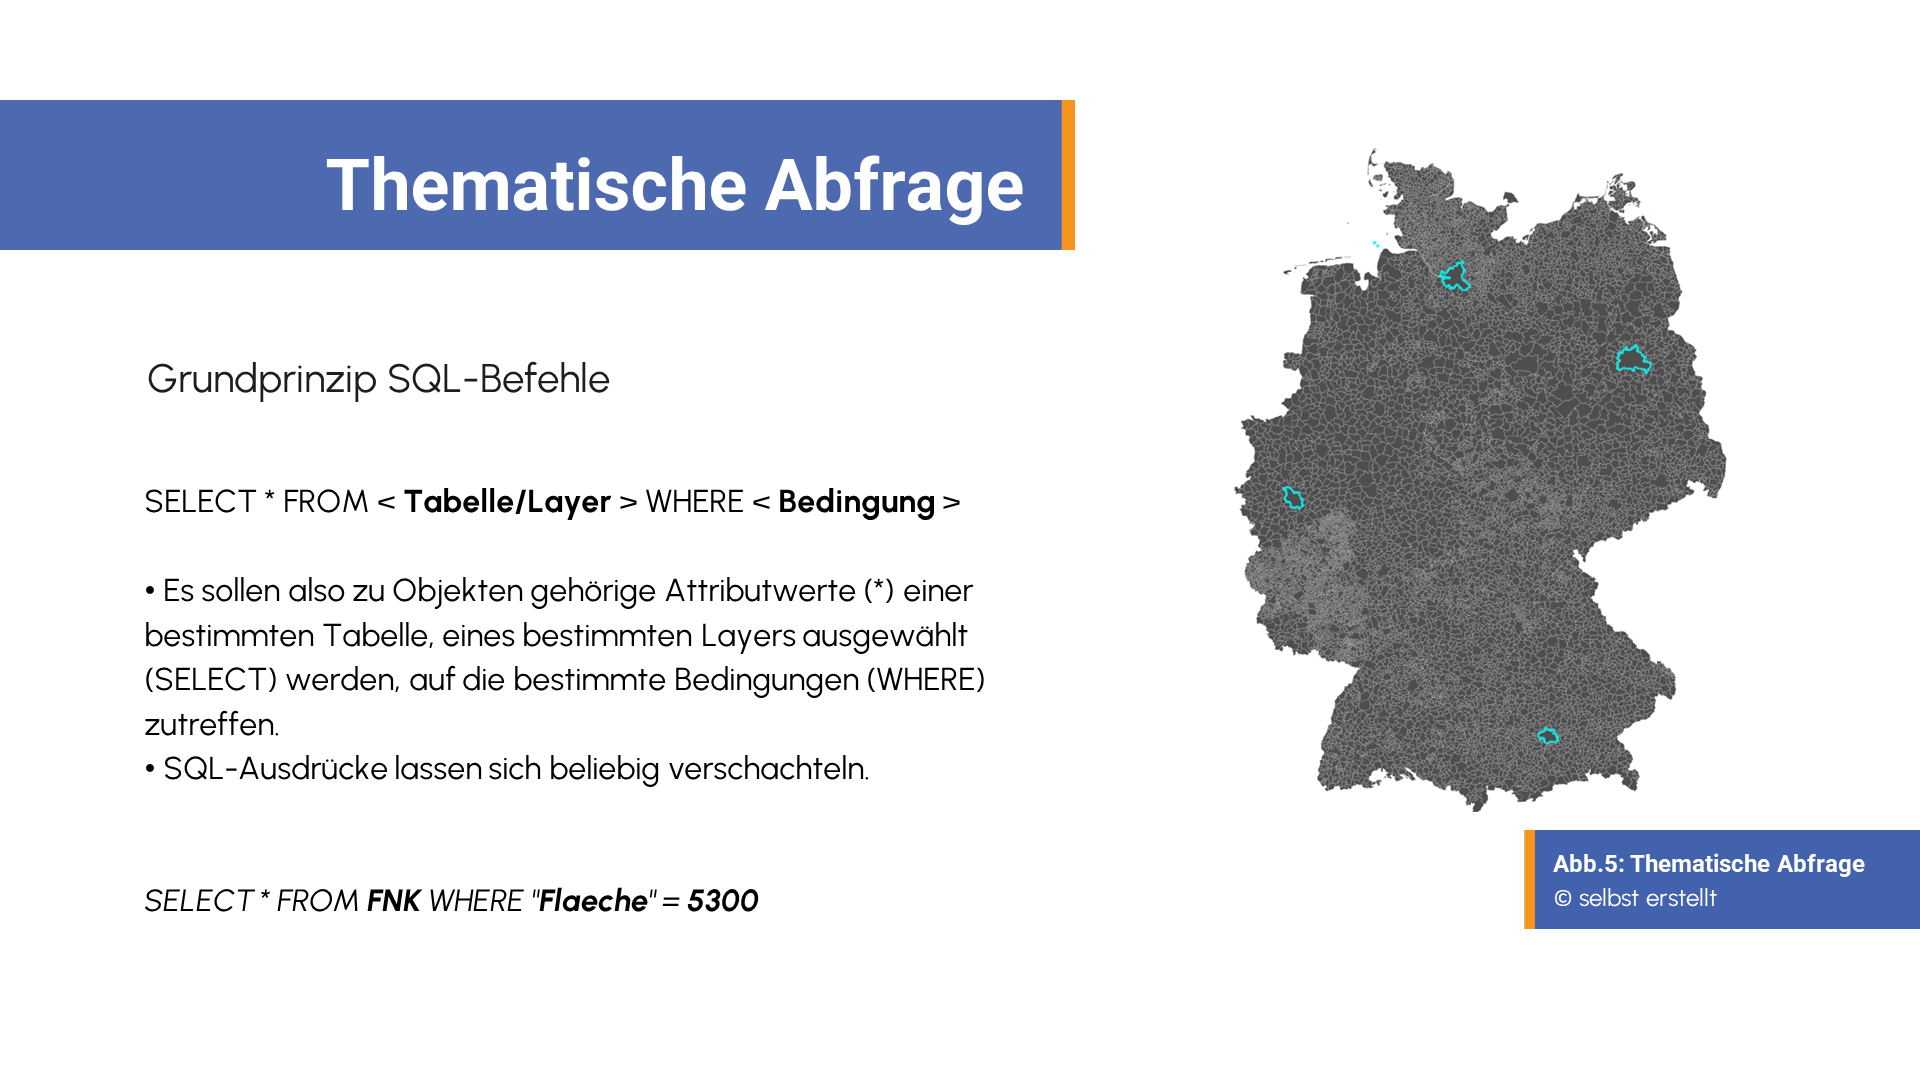 Thematische Abfrage
Grundprinzip SQL-Befehle
SELECT * FROM < Tabelle/Layer > WHERE < Bedingung >
• Es sollen also zu Objekten gehörige Attributwerte (*) einer
bestimmten Tabelle, eines bestimmten Layers ausgewählt
(SELECT) werden, auf die bestimmte Bedingungen (WHERE)
zutreffen.
• SQL-Ausdrücke lassen sich beliebig verschachteln.
SELECT * FROM FNK WHERE "Flaeche" = 5300
Abb.5: Thematische Abfrage
© selbst erstellt